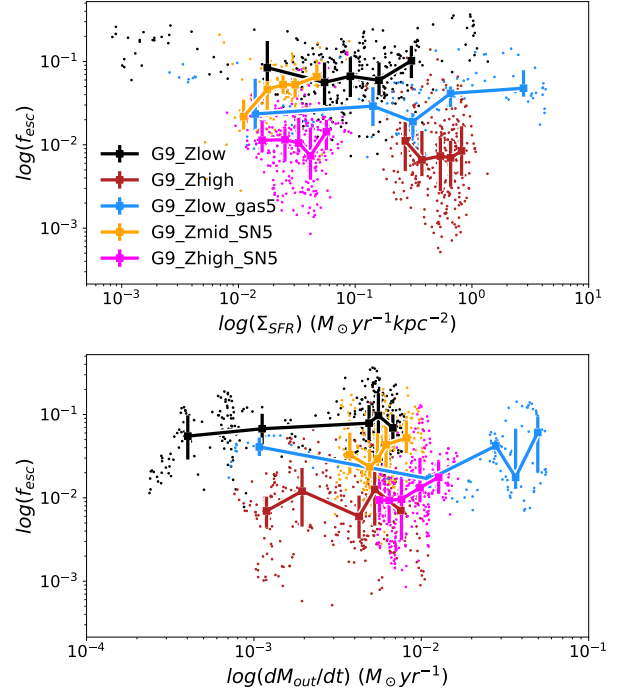 10⁻¹
10⁻²
10⁻³
log(f_esc)
G9_Zlow
G9_Zhigh
G9_Zlow_gas5
G9_Zmid_SN5
G9_Zhigh_SN5
10⁻³ 10⁻² 10⁻¹ 10⁰ 10¹
log(Σ_SFR) (M_⊙yr⁻¹kpc⁻²)
10⁻¹
10⁻²
10⁻³
log(f_esc)
10⁻⁴ 10⁻³ 10⁻² 10⁻¹
log(dM_out/dt) (M_⊙yr⁻¹)